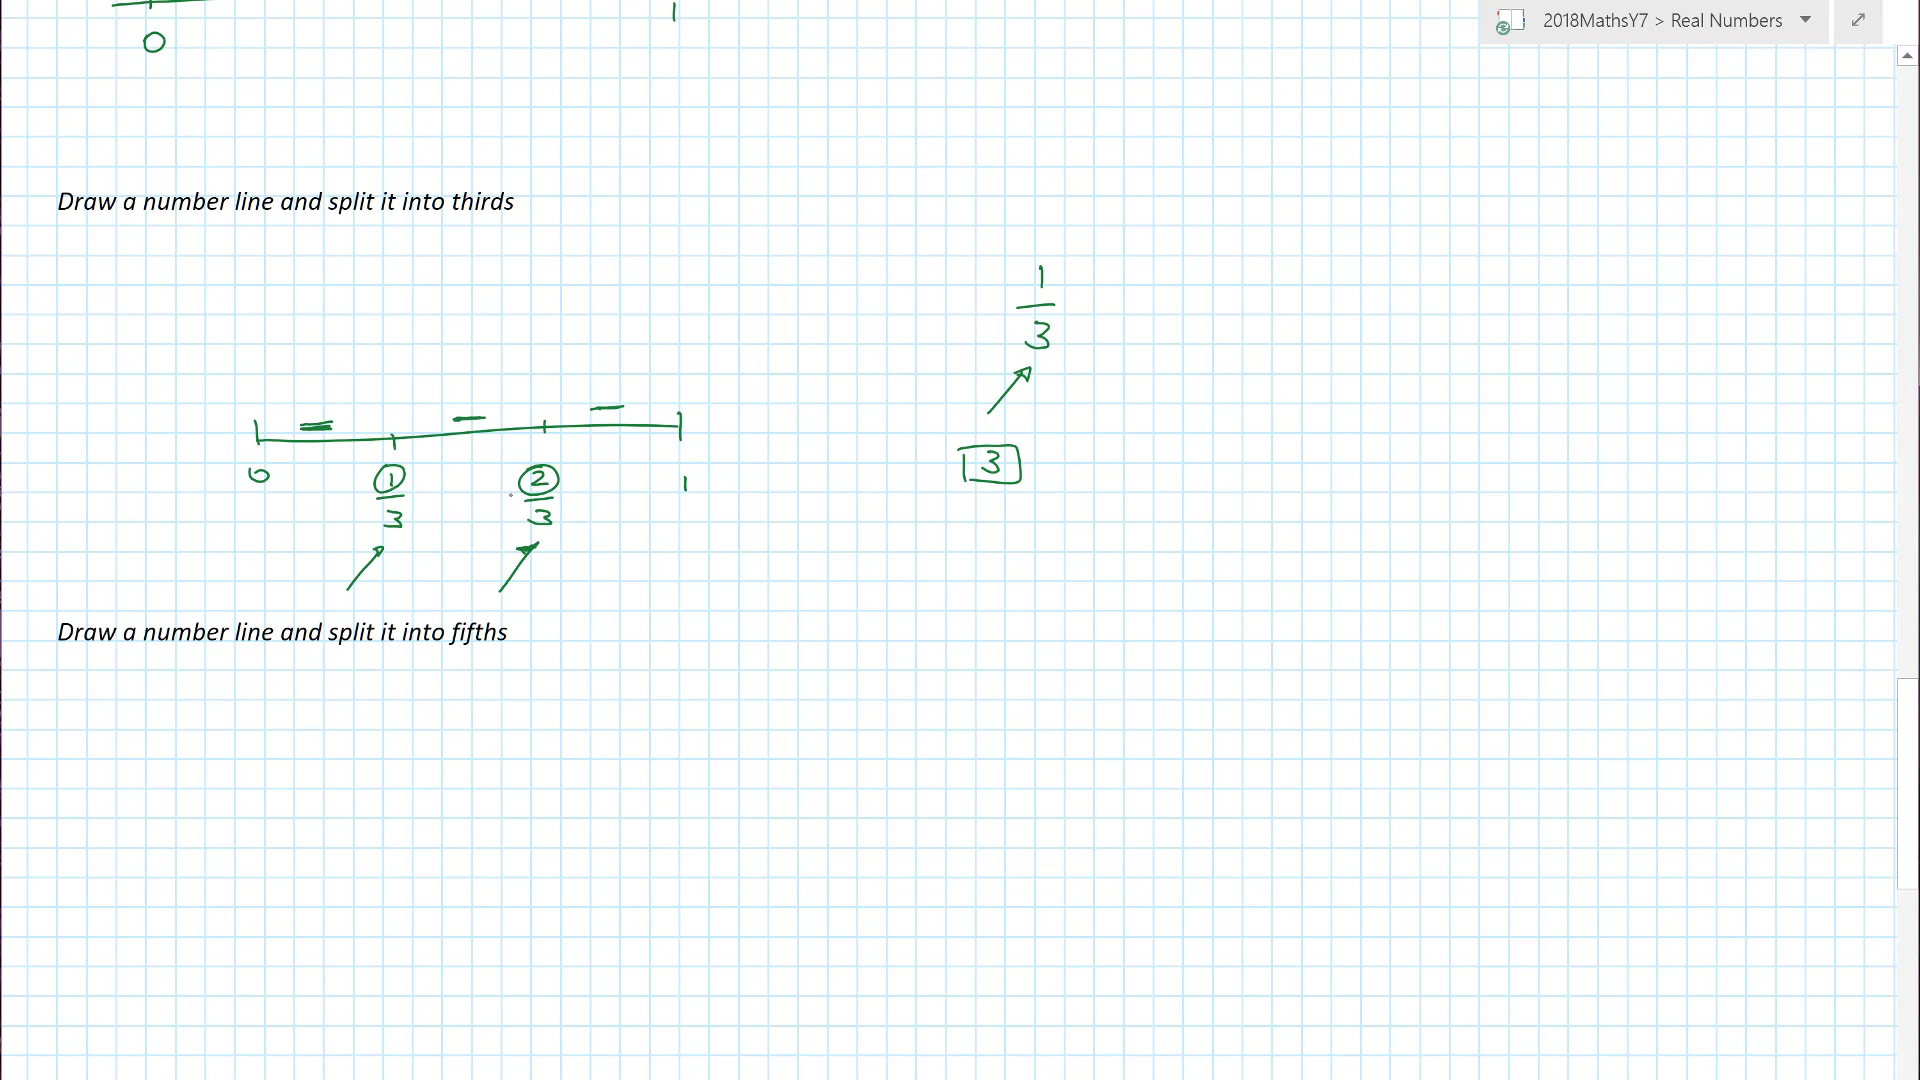 2018MathsY7 > Real Numbers
0 1
Draw a number line and split it into thirds
1
3
3
0 1/3 2/3 1
Draw a number line and split it into fifths